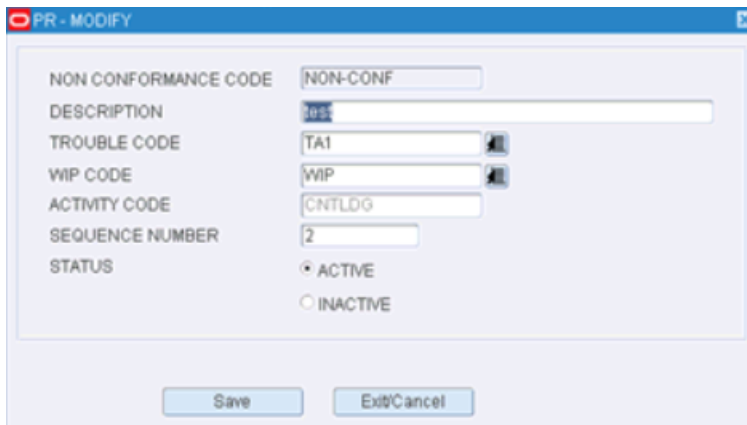 PR - MODIFY
NON CONFORMANCE CODE NON-CONF
DESCRIPTION test
TROUBLE CODE TA1
WIP CODE WIP
ACTIVITY CODE CNTLDG
SEQUENCE NUMBER 2
STATUS ACTIVE
INACTIVE
Save Exit/Cancel